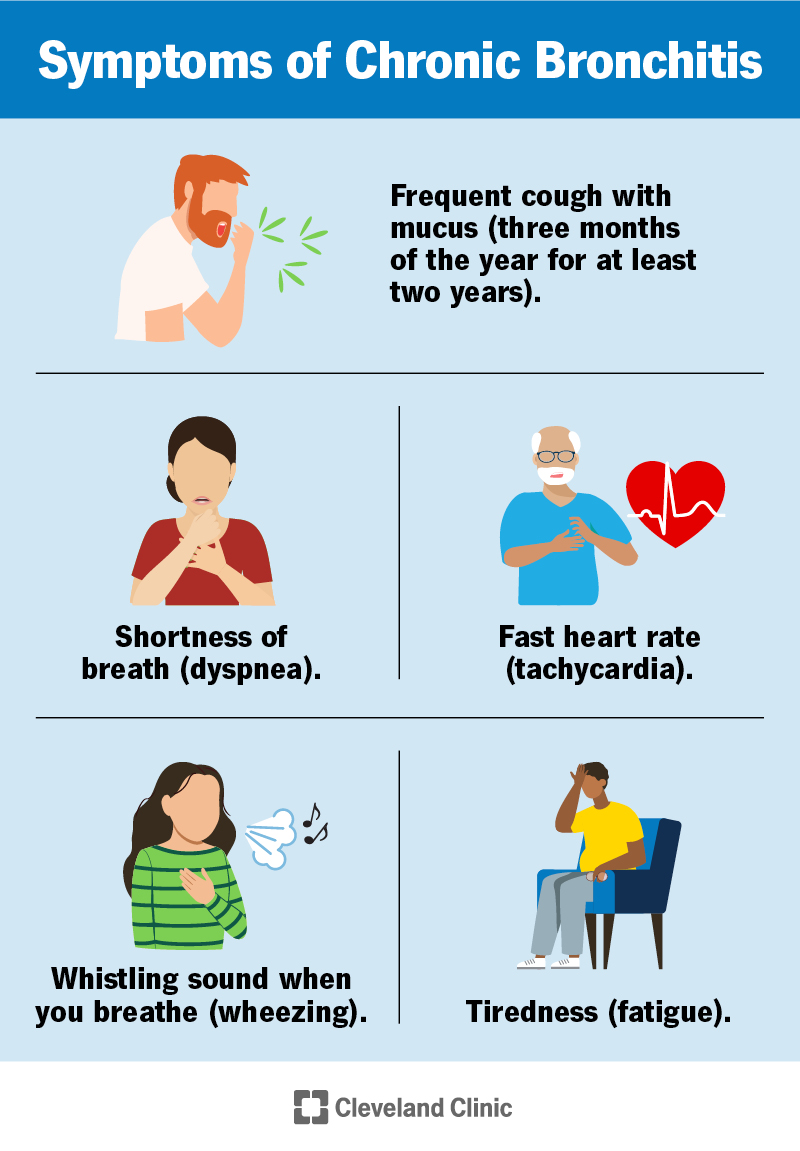 Symptoms of Chronic Bronchitis
Frequent cough with
mucus (three months
of the year for at least
two years).
Shortness of
breath (dyspnea).
Fast heart rate
(tachycardia).
Whistling sound when
you breathe (wheezing).
Tiredness (fatigue).
Cleveland Clinic